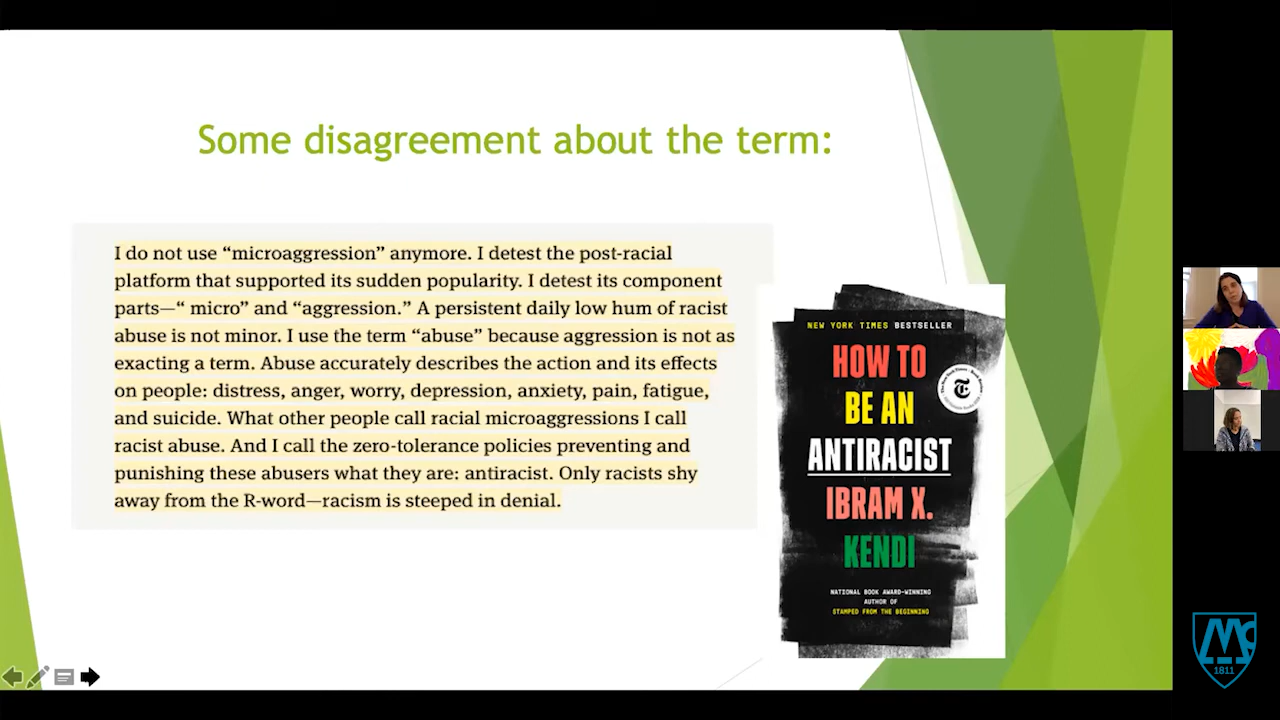 Some disagreement about the term:
I do not use “microaggression” anymore. I detest the post-racial
platform that supported its sudden popularity. I detest its component
parts—“ micro” and “aggression.” A persistent daily low hum of racist
abuse is not minor. I use the term “abuse” because aggression is not as
exacting a term. Abuse accurately describes the action and its effects
on people: distress, anger, worry, depression, anxiety, pain, fatigue,
and suicide. What other people call racial microaggressions I call
racist abuse. And I call the zero-tolerance policies preventing and
punishing these abusers what they are: antiracist. Only racists shy
away from the R-word—racism is steeped in denial.
NEW YORK TIMES BESTSELLER
HOW TO
BE AN
ANTIRACIST
IBRAM X.
KENDI
NATIONAL BOOK AWARD-WINNING
AUTHOR OF
STAMPED FROM THE BEGINNING
1811